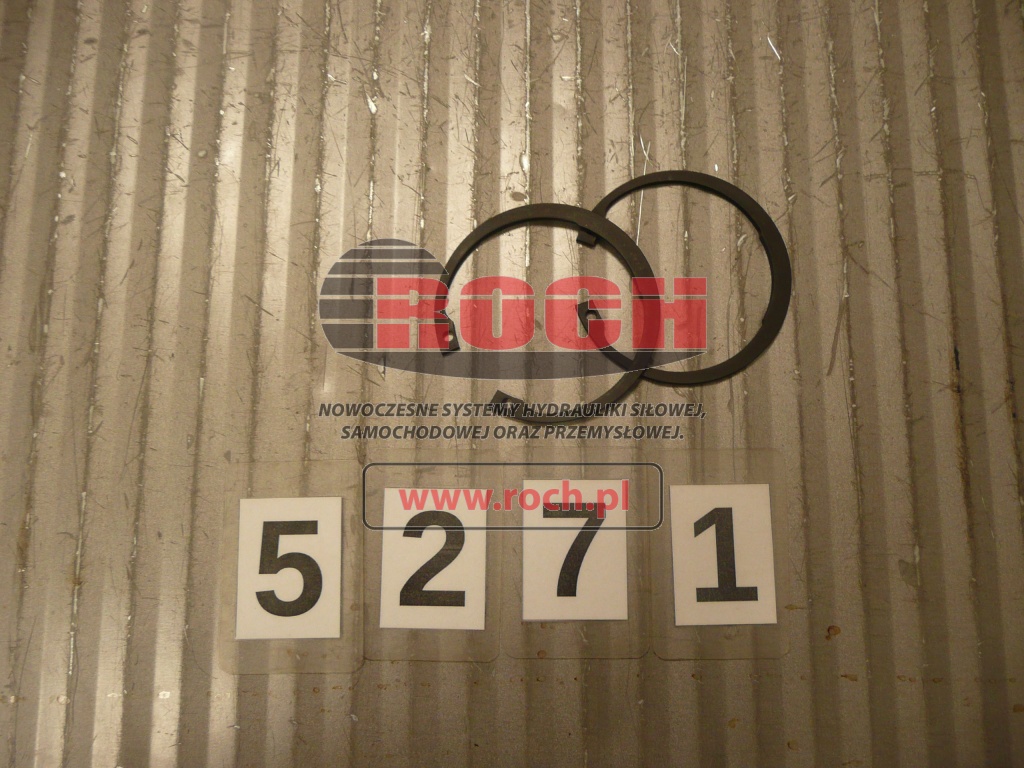 ROCH
NOWOCZESNE SYSTEMY HYDRAULIKI SIŁOWEJ,
SAMOCHODOWEJ ORAZ PRZEMYSŁOWEJ.
www.roch.pl
5 2 7 1